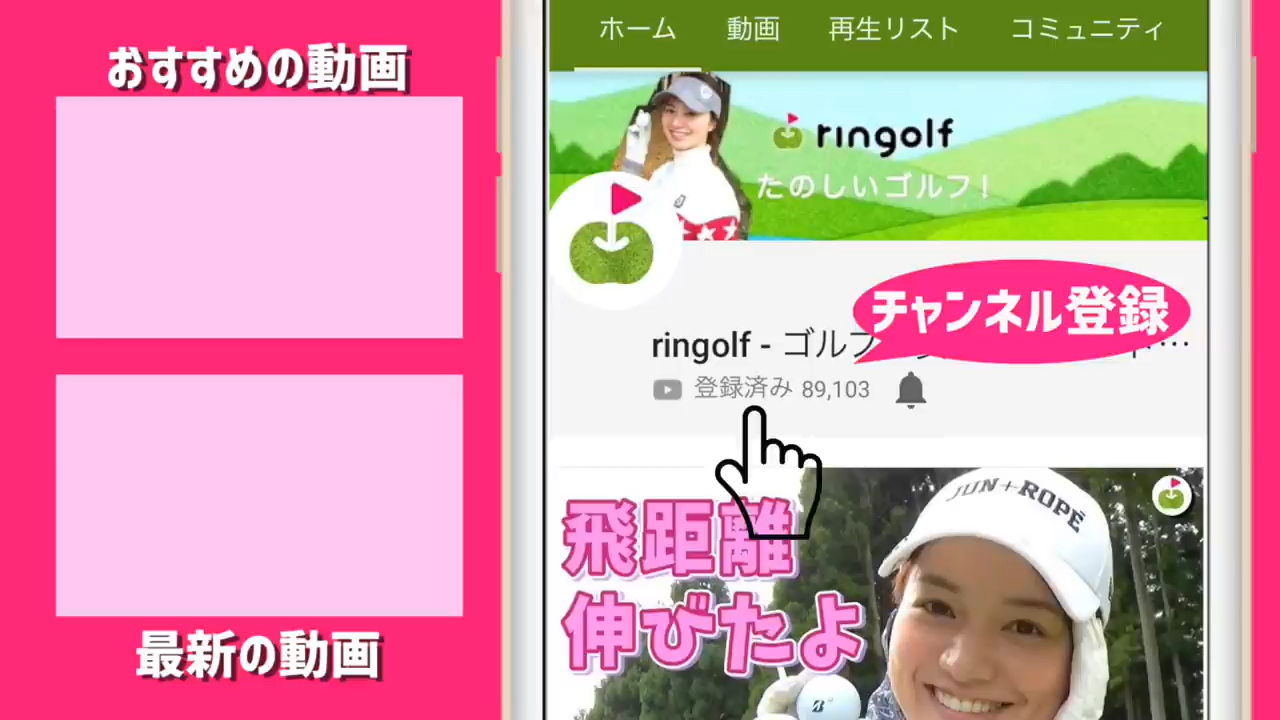 おすすめの動画
最新の動画
ホーム 動画 再生リスト コミュニティ
ringolf
たのしいゴルフ！
チャンネル登録
ringolf - ゴルフ
登録済み 89,103
JUN+ROPÉ
飛距離
伸びたよ
B